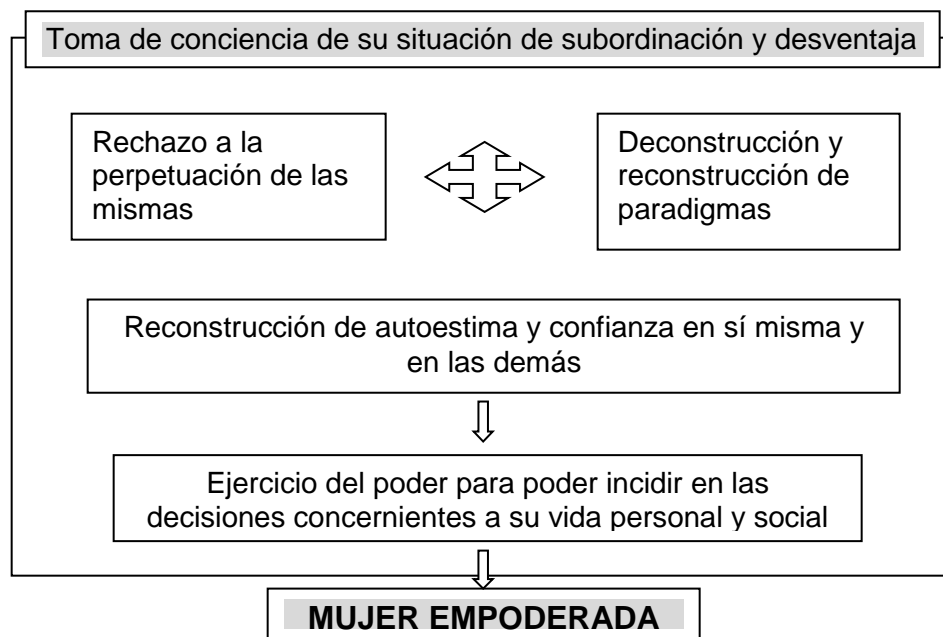 Toma de conciencia de su situación de subordinación y desventaja
Rechazo a la
perpetuación de las
mismas
Deconstrucción y
reconstrucción de
paradigmas
Reconstrucción de autoestima y confianza en sí misma y
en las demás
Ejercicio del poder para poder incidir en las
decisiones concernientes a su vida personal y social
MUJER EMPODERADA